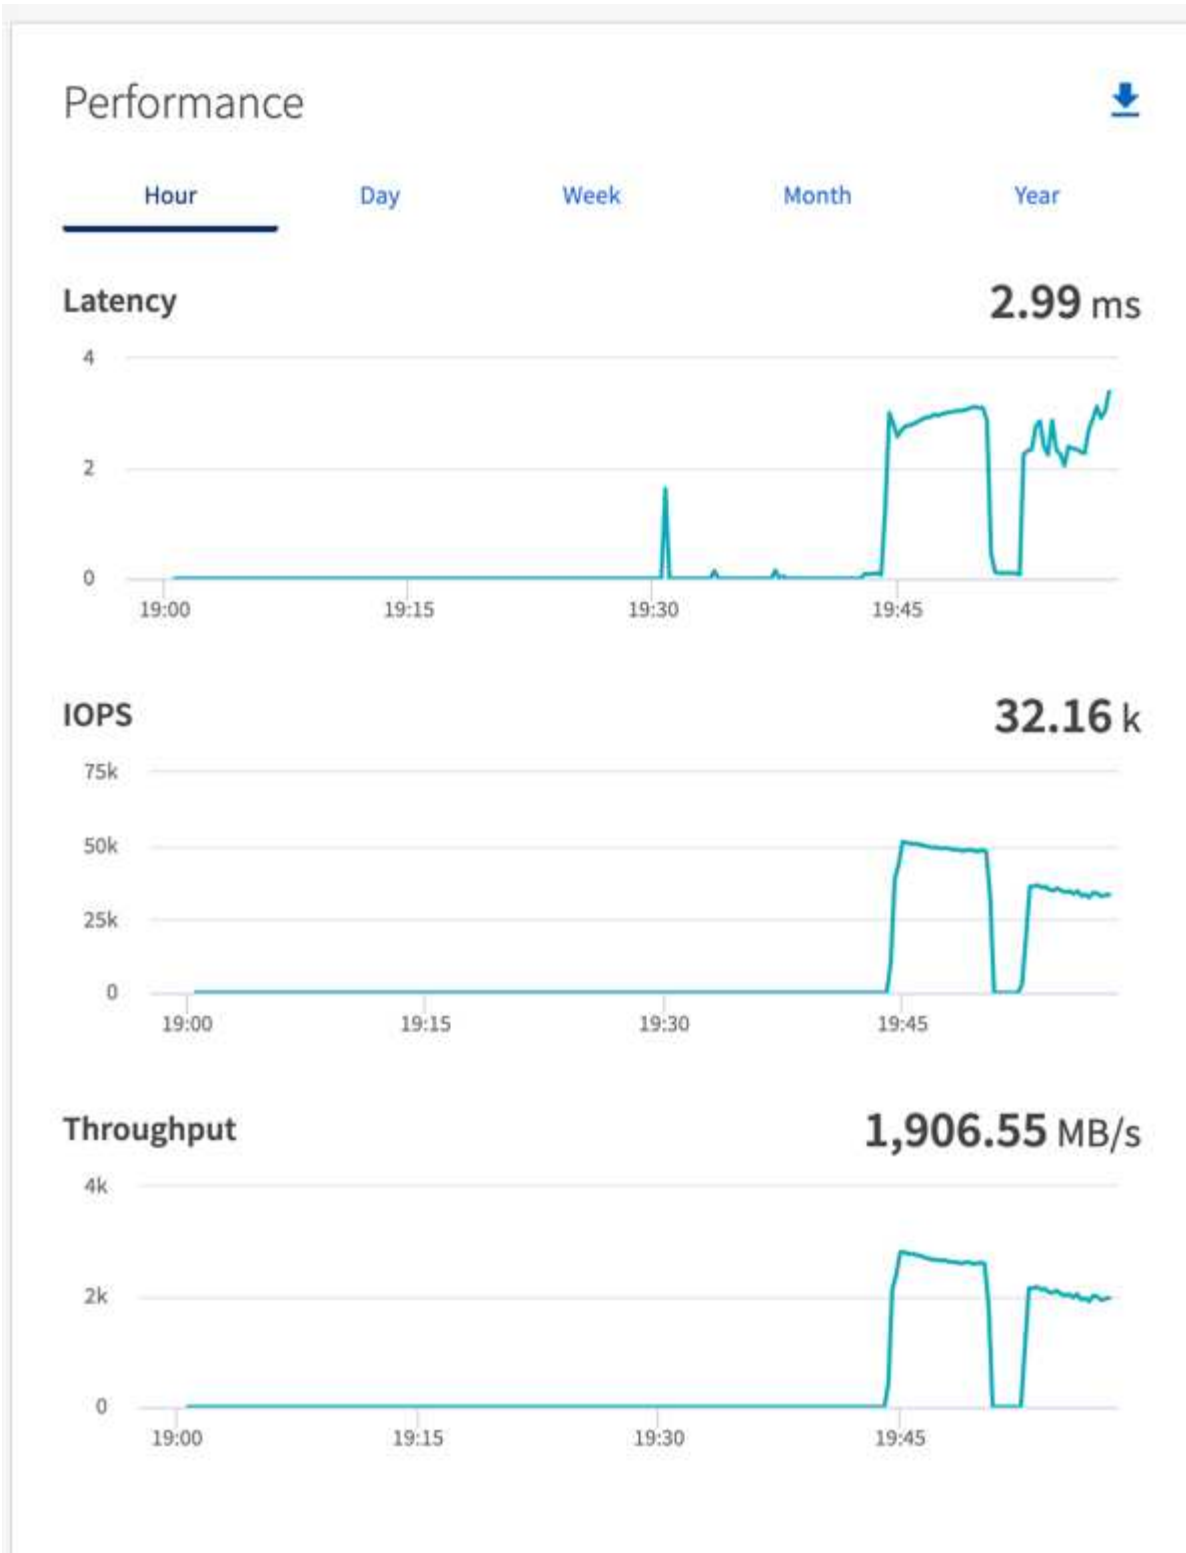 Performance
Hour Day Week Month Year
Latency 2.99 ms
4
2
0
19:00 19:15 19:30 19:45
IOPS 32.16 k
75k
50k
25k
0
19:00 19:15 19:30 19:45
Throughput 1,906.55 MB/s
4k
2k
0
19:00 19:15 19:30 19:45